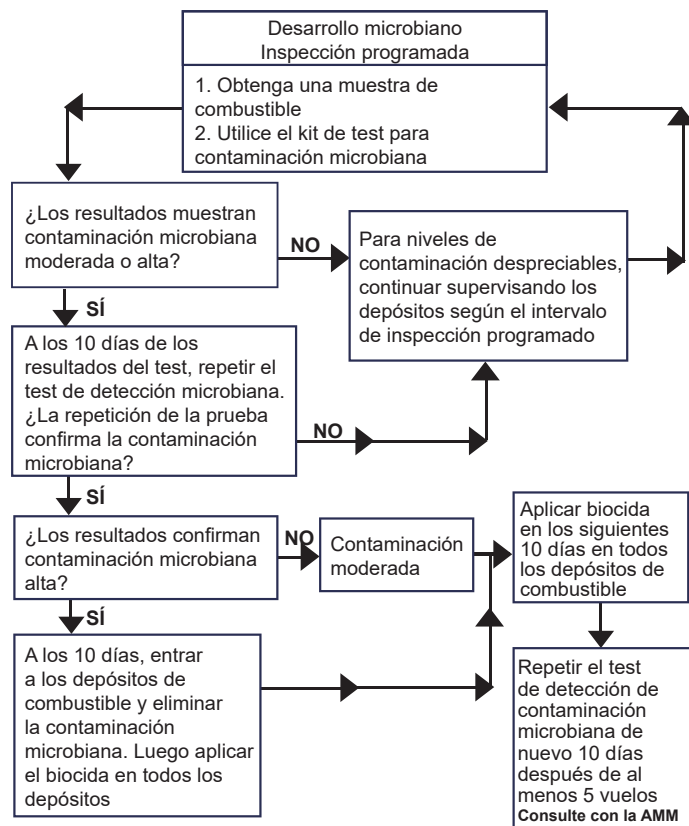 Desarrollo microbiano
Inspección programada
1. Obtenga una muestra de
combustible
2. Utilice el kit de test para
contaminación microbiana
¿Los resultados muestran
contaminación microbiana
moderada o alta?
NO
Para niveles de
contaminación despreciables,
continuar supervisando los
depósitos según el intervalo
de inspección programado
SÍ
A los 10 días de los
resultados del test, repetir el
test de detección microbiana.
¿La repetición de la prueba
confirma la contaminación
microbiana?
NO
SÍ
¿Los resultados confirman
contaminación microbiana
alta?
NO
Contaminación
moderada
Aplicar biocida
en los siguientes
10 días en todos
los depósitos de
combustible
SÍ
A los 10 días, entrar
a los depósitos de
combustible y eliminar
la contaminación
microbiana. Luego aplicar
el biocida en todos los
depósitos
Repetir el test
de detección de
contaminación
microbiana de
nuevo 10 días
después de al
menos 5 vuelos
Consulte con la AMM